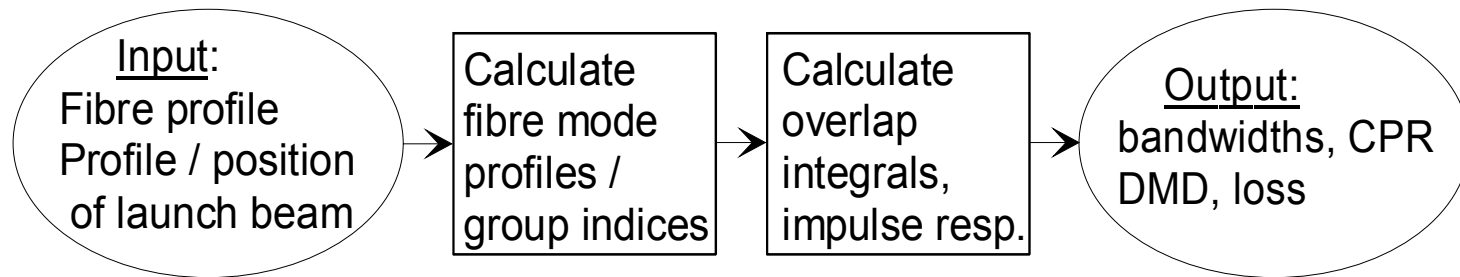 Input:
Fibre profile
Profile / position
of launch beam
Calculate
fibre mode
profiles /
group indices
Calculate
overlap
integrals,
impulse resp.
Output:
bandwidths, CPR
DMD, loss